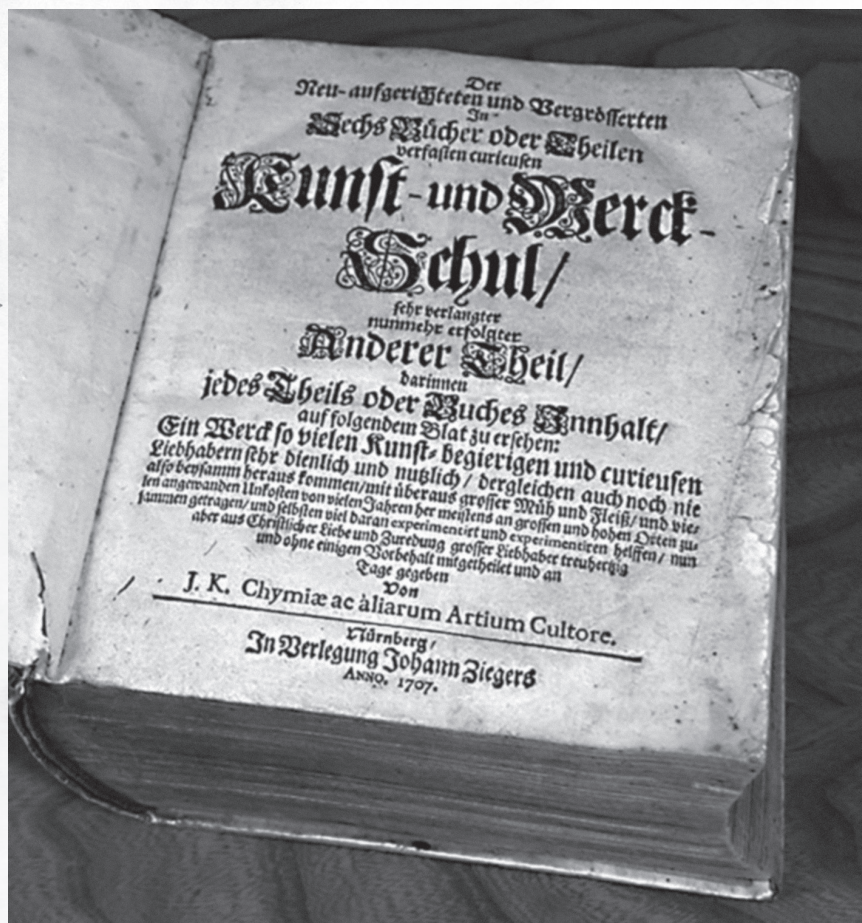 Der
Neu-aufgerichteten und Vergrösserten
In
Sechs Bücher oder Theilen
verfasten curieusen
Kunst-und Werck-
Schul/
sehr verlangter
nunmehr erfolgter
Anderer Theil/
darinnen
jedes Theils oder Buches Innhalt/
auf folgendem Blat zu ersehen:
Ein Werck so vielen Kunst-begierigen und curieusen
Liebhabern sehr dienlich und nutzlich/ dergleichen auch noch nie
also beysamm heraus kommen/mit überaus grosser Müh und Fleiß/ und vie-
len angewanden Unkosten von vielen Jahren her meistens an grossen und hohen Orten zu-
sammen getragen/ und selbsten viel daran experimentirt und experimentiren helffen/ nun
aber aus Christlicher Liebe und Zuredung grosser Liebhaber treuhertzig
und ohne einigen Vorbehalt mitgetheilet und an
Tage gegeben
Von
J. K. Chymiæ ac àliarum Artium Cultore.
Nürnberg/
In Verlegung Johann Ziegers
ANNO. 1707.